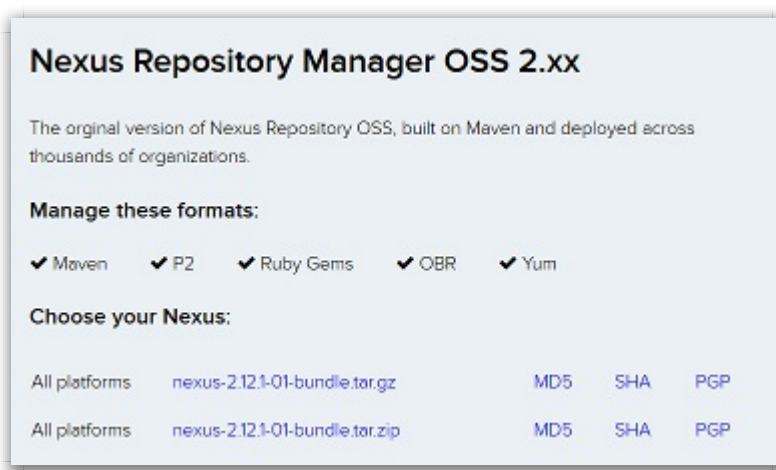 Nexus Repository Manager OSS 2.xx
The orginal version of Nexus Repository OSS, built on Maven and deployed across
thousands of organizations.
Manage these formats:
✔ Maven ✔ P2 ✔ Ruby Gems ✔ OBR ✔ Yum
Choose your Nexus:
All platforms nexus-2.12.1-01-bundle.tar.gz MD5 SHA PGP
All platforms nexus-2.12.1-01-bundle.tar.zip MD5 SHA PGP